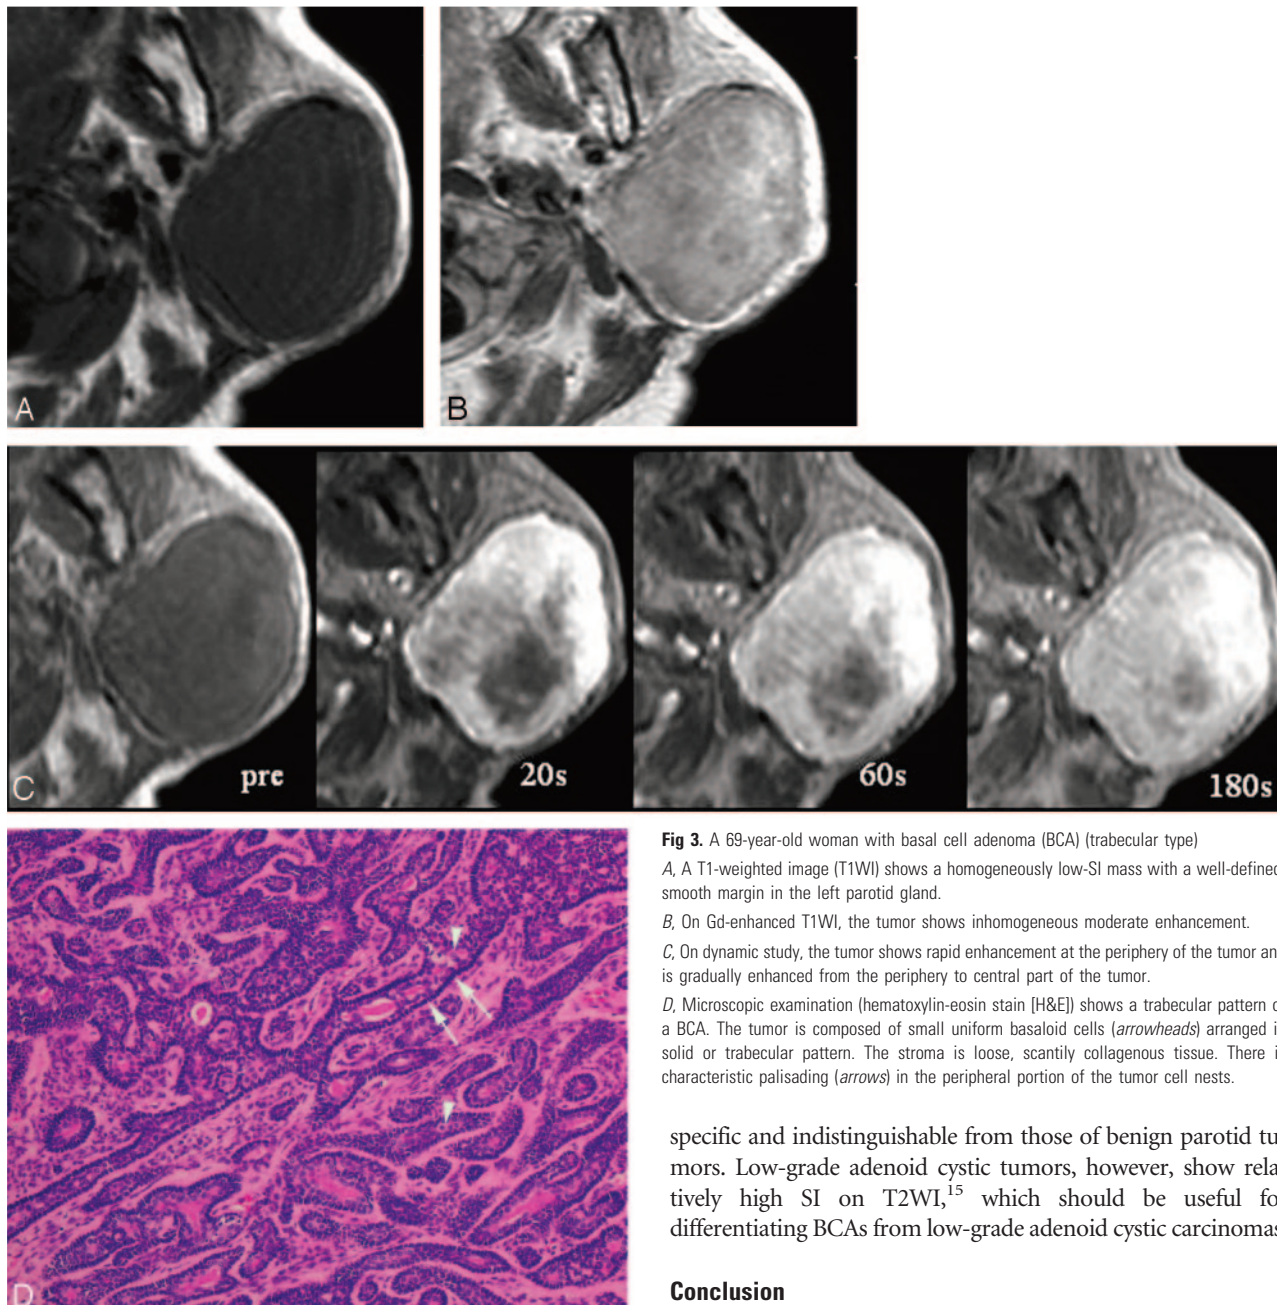 A
B
C
pre
20s
60s
180s
D
Fig 3. A 69-year-old woman with basal cell adenoma (BCA) (trabecular type)
A, A T1-weighted image (T1WI) shows a homogeneously low-SI mass with a well-defined
smooth margin in the left parotid gland.
B, On Gd-enhanced T1WI, the tumor shows inhomogeneous moderate enhancement.
C, On dynamic study, the tumor shows rapid enhancement at the periphery of the tumor an
is gradually enhanced from the periphery to central part of the tumor.
D, Microscopic examination (hematoxylin-eosin stain [H&E]) shows a trabecular pattern o
a BCA. The tumor is composed of small uniform basaloid cells (arrowheads) arranged i
solid or trabecular pattern. The stroma is loose, scantily collagenous tissue. There i
characteristic palisading (arrows) in the peripheral portion of the tumor cell nests.
specific and indistinguishable from those of benign parotid tu
mors. Low-grade adenoid cystic tumors, however, show rela
tively high SI on T2WI,15 which should be useful fo
differentiating BCAs from low-grade adenoid cystic carcinomas
Conclusion